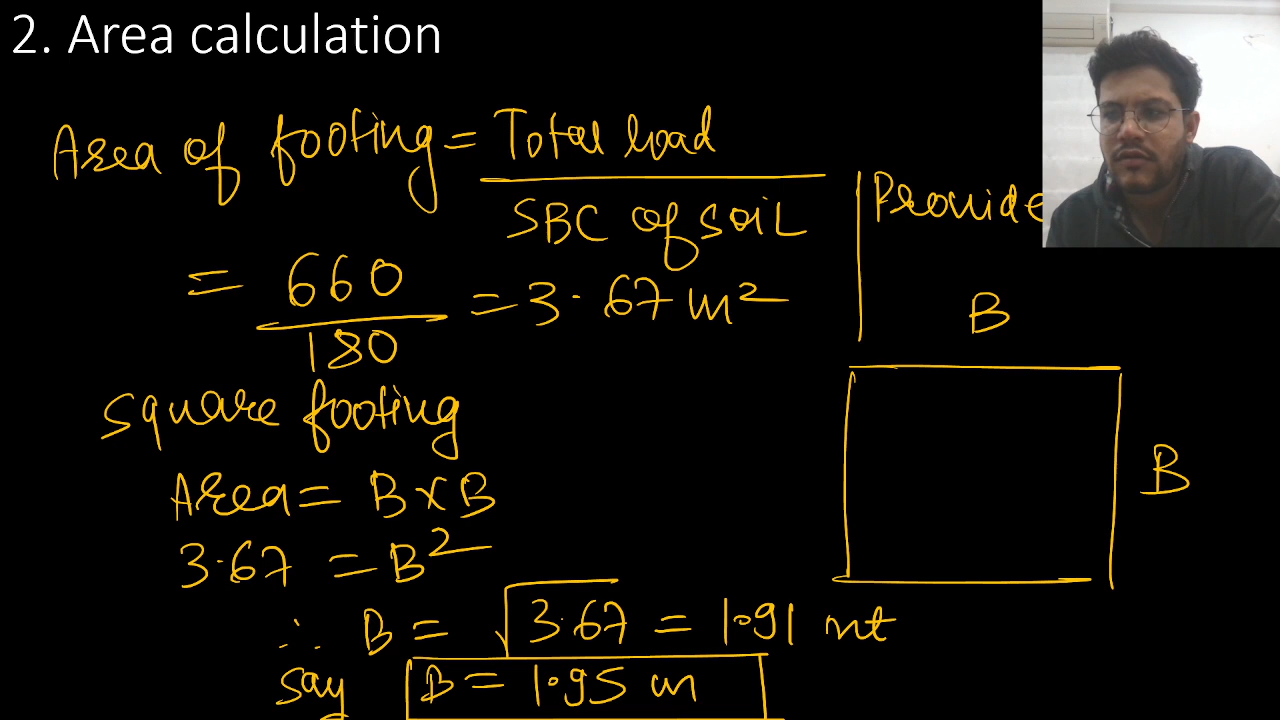 2. Area calculation
Area of footing = Total load
SBC of soil
= 660
180
= 3.67 m²
square footing
Area = B x B
3.67 = B²
∴ B = √3.67 = 1.91 mt
say B = 1.95 m
Provide
B
B